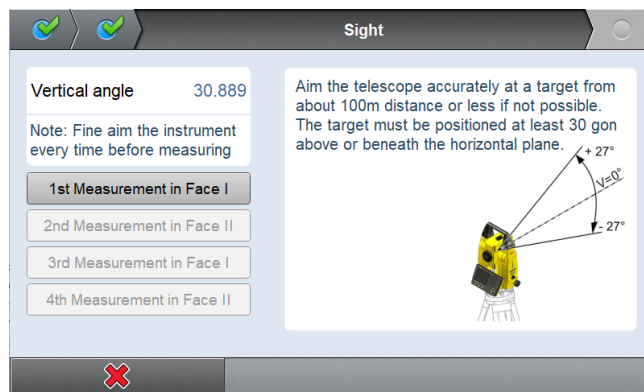 Sight
Vertical angle 30.889
Note: Fine aim the instrument
every time before measuring
1st Measurement in Face I
2nd Measurement in Face II
3rd Measurement in Face I
4th Measurement in Face II
Aim the telescope accurately at a target from
about 100m distance or less if not possible.
The target must be positioned at least 30 gon
above or beneath the horizontal plane.
+ 27°
V=0°
- 27°